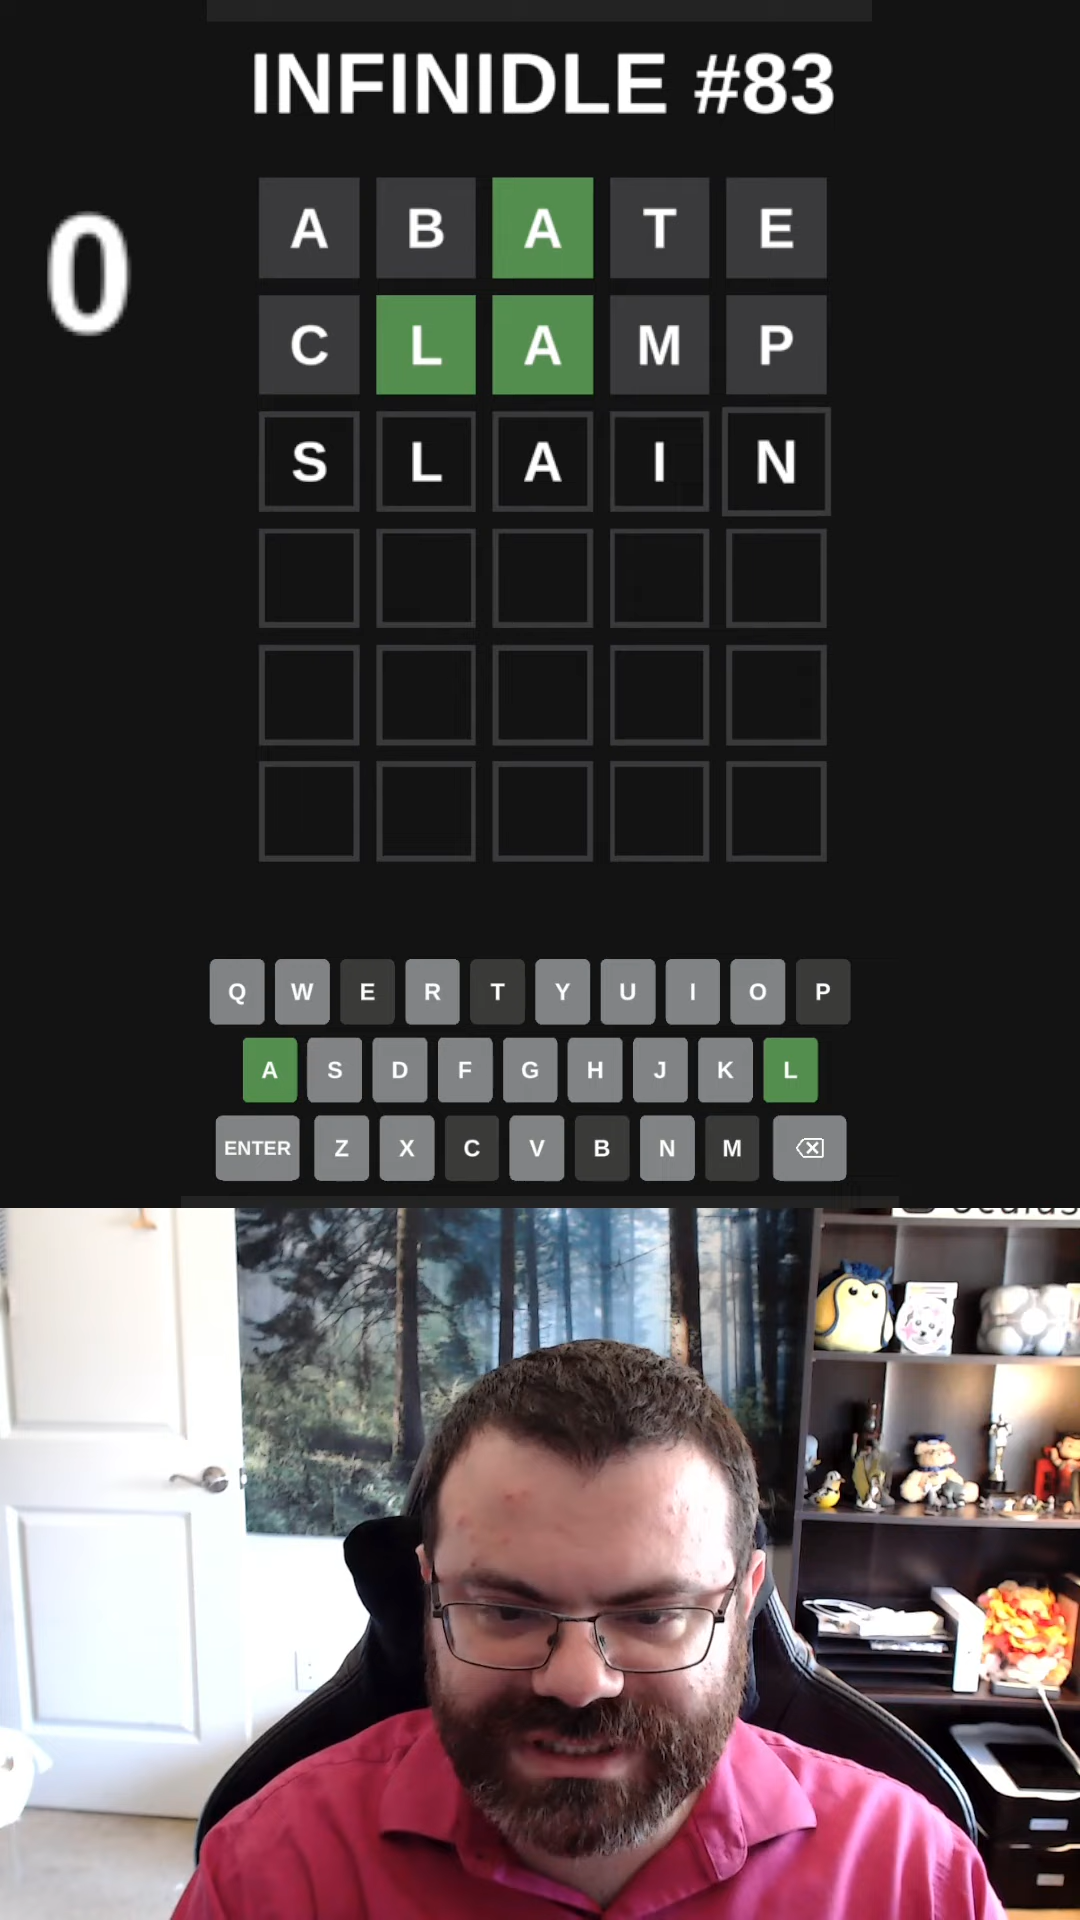 INFINIDLE #83
0
A B A T E
C L A M P
S L A I N
Q W E R T Y U I O P
A S D F G H J K L
ENTER Z X C V B N M